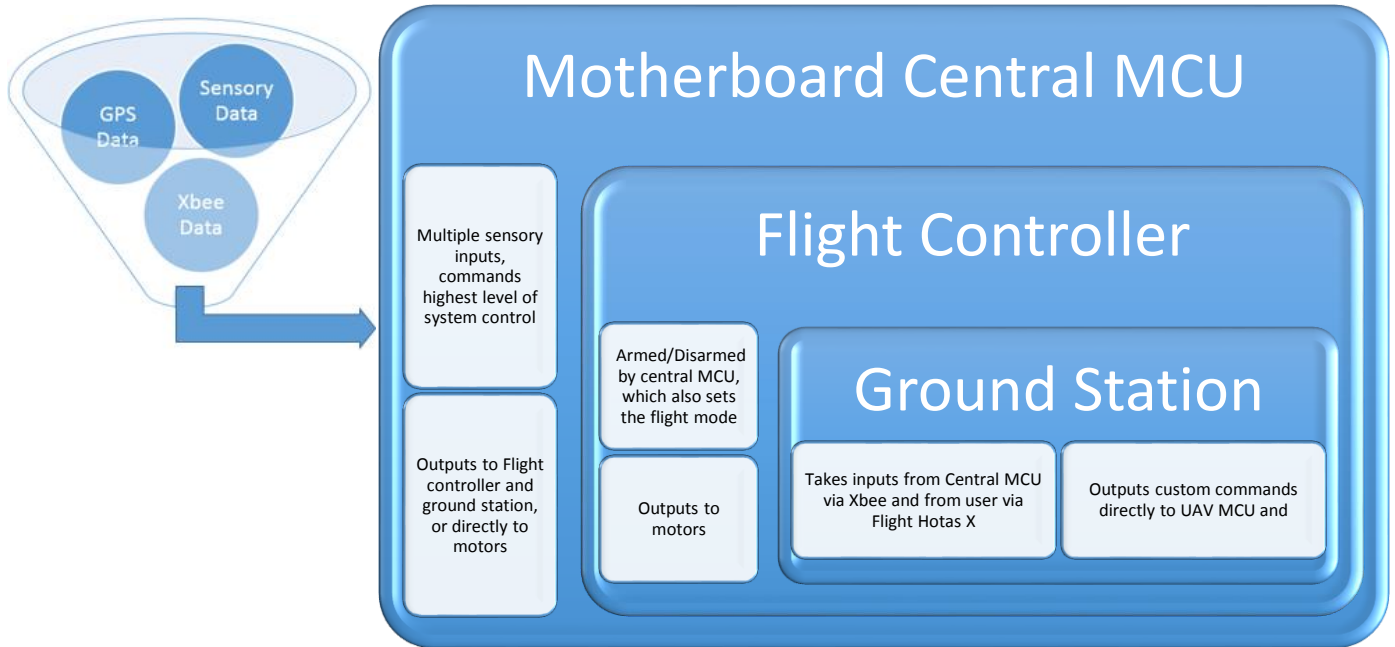 GPS
Data
Sensory
Data
Xbee
Data
Motherboard Central MCU
Multiple sensory
inputs,
commands
highest level of
system control
Outputs to Flight
controller and
ground station,
or directly to
motors
Flight Controller
Armed/Disarmed
by central MCU,
which also sets
the flight mode
Outputs to
motors
Ground Station
Takes inputs from Central MCU
via Xbee and from user via
Flight Hotas X
Outputs custom commands
directly to UAV MCU and